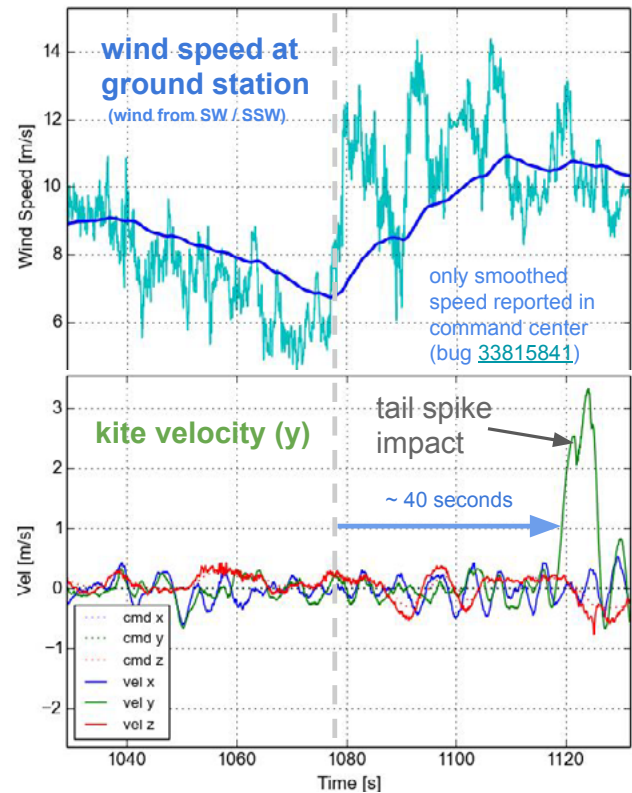 wind speed at
ground station
(wind from SW / SSW)
14
12
10
8
6
Wind Speed [m/s]
only smoothed
speed reported in
command center
(bug 33815841)
kite velocity (y)
tail spike
impact
~ 40 seconds
3
2
1
0
−1
−2
Vel [m/s]
cmd x
cmd y
cmd z
vel x
vel y
vel z
1040
1060
1080
1100
1120
Time [s]